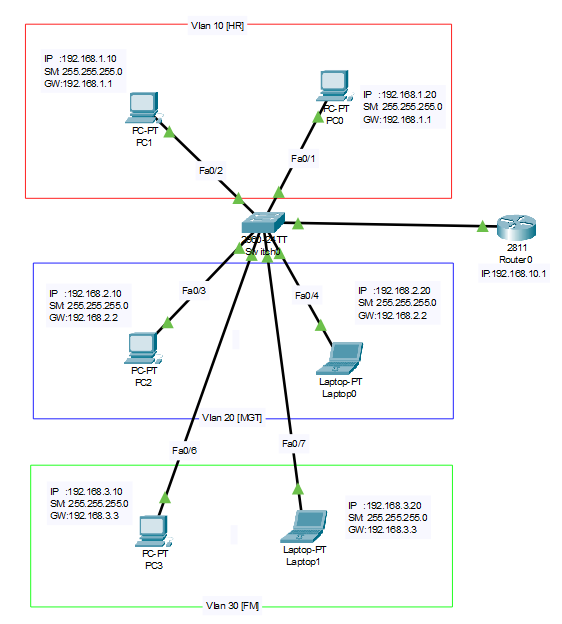 Vlan 10 [HR]
IP :192.168.1.10
SM: 255.255.255.0
GW:192.168.1.1
PC-PT
PC1
IP :192.168.1.20
SM: 255.255.255.0
GW:192.168.1.1
PC-PT
PC0
Fa0/2
Fa0/1
2960-24TT
Switch0
2811
Router0
IP:192.168.10.1
IP :192.168.2.10
SM: 255.255.255.0
GW:192.168.2.2
Fa0/3
PC-PT
PC2
Fa0/4
IP :192.168.2.20
SM: 255.255.255.0
GW:192.168.2.2
Laptop-PT
Laptop0
Vlan 20 [MGT]
Fa0/6
Fa0/7
IP :192.168.3.10
SM: 255.255.255.0
GW:192.168.3.3
PC-PT
PC3
Laptop-PT
Laptop1
IP :192.168.3.20
SM: 255.255.255.0
GW:192.168.3.3
Vlan 30 [FM]